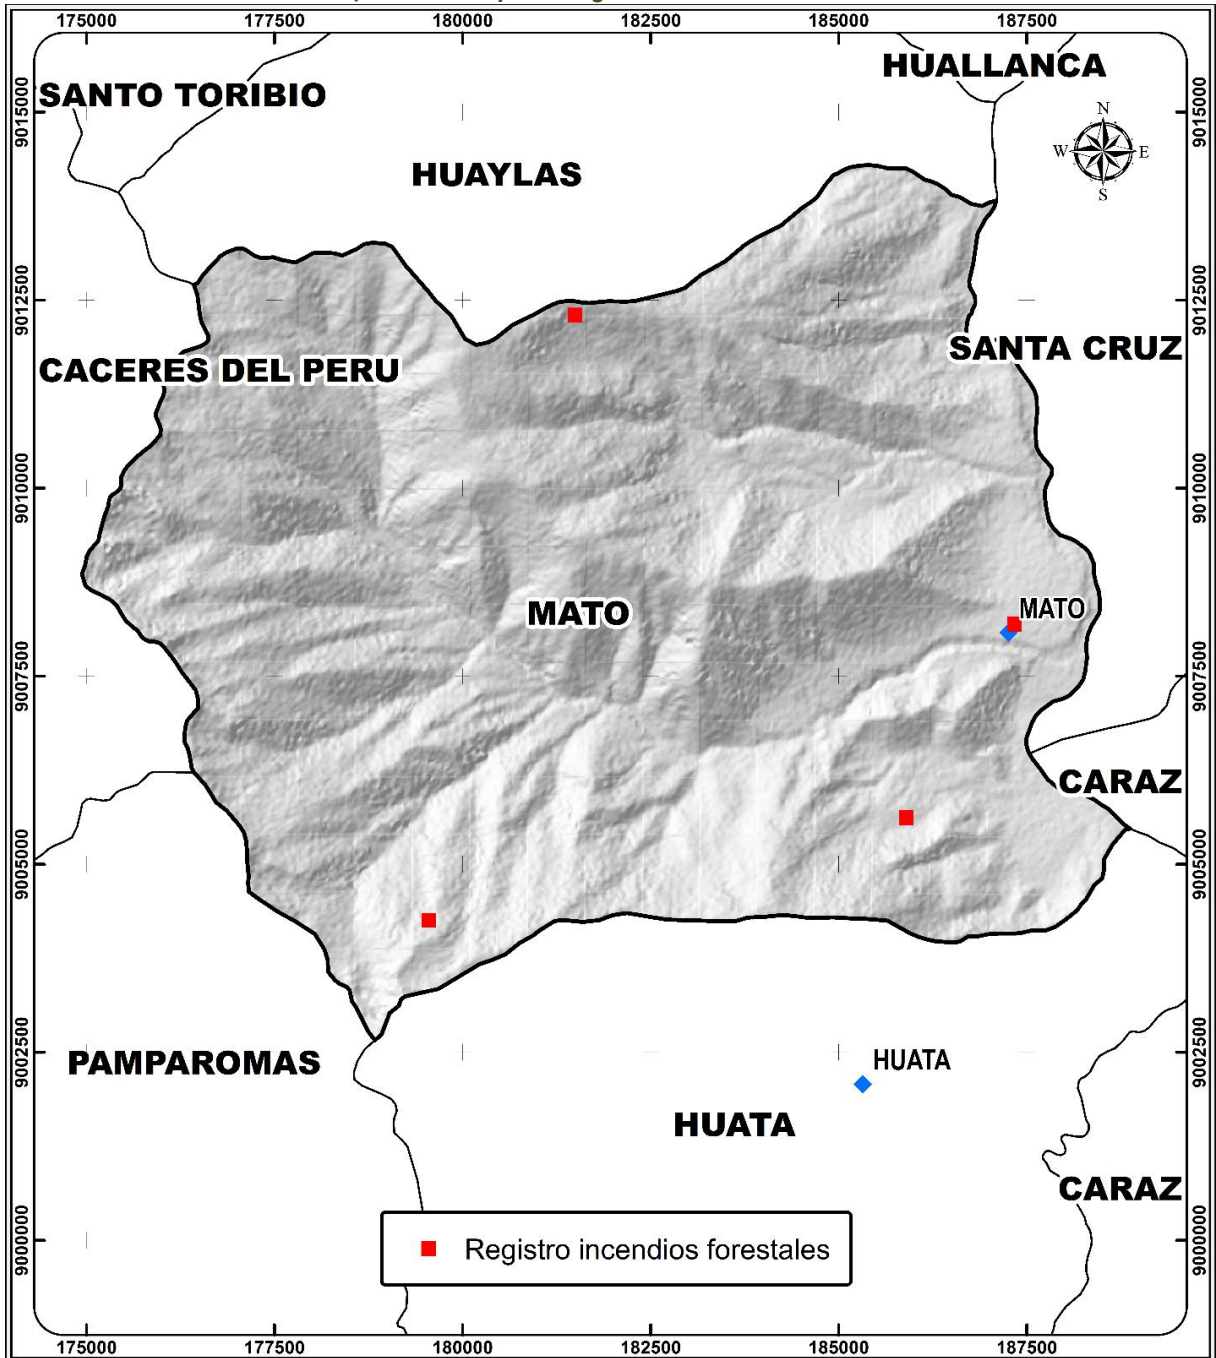 175000 177500 180000 182500 185000 187500
HUALLANCA
SANTO TORIBIO
9015000 9015000
N
W E
S
HUAYLAS
9012500 9012500
SANTA CRUZ
CACERES DEL PERU
9010000 9010000
MATO
MATO
9007500 9007500
CARAZ
9005000 9005000
PAMPAROMAS
HUATA
9002500 9002500
HUATA
CARAZ
9000000 9000000
Registro incendios forestales
175000 177500 180000 182500 185000 187500